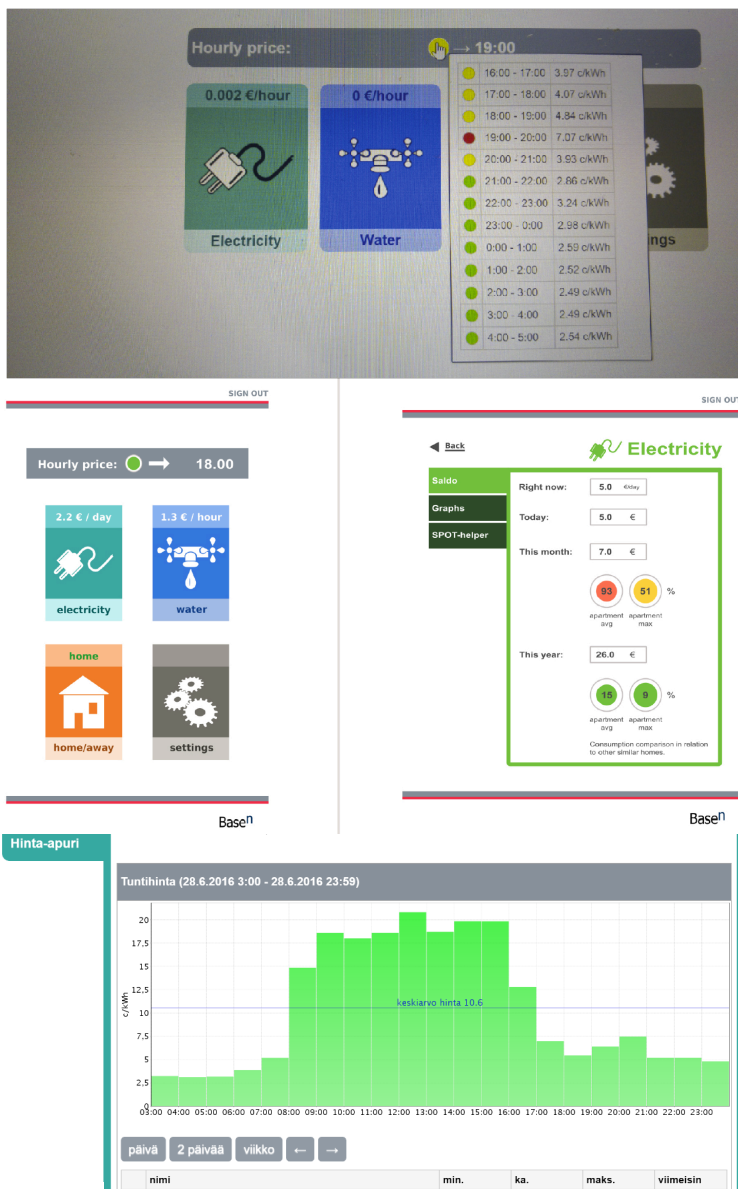 Hourly price: → 19:00
0.002 €/hour
0 €/hour
Electricity
Water
ngs
16:00 - 17:00 3.97 c/kWh
17:00 - 18:00 4.07 c/kWh
18:00 - 19:00 4.84 c/kWh
19:00 - 20:00 7.07 c/kWh
20:00 - 21:00 3.93 c/kWh
21:00 - 22:00 2.86 c/kWh
22:00 - 23:00 3.24 c/kWh
23:00 - 0:00 2.98 c/kWh
0:00 - 1:00 2.59 c/kWh
1:00 - 2:00 2.52 c/kWh
2:00 - 3:00 2.49 c/kWh
3:00 - 4:00 2.49 c/kWh
4:00 - 5:00 2.54 c/kWh
SIGN OUT
Hourly price: → 18.00
2.2 € / day
1.3 € / hour
electricity
water
home
home/away
settings
Baseⁿ
SIGN OUT
Back
Electricity
Saldo
Graphs
SPOT-helper
Right now: 5.0 €/day
Today: 5.0 €
This month: 7.0 €
93 51 %
apartment avg
apartment max
This year: 26.0 €
15 9 %
apartment avg
apartment max
Consumption comparison in relation
to other similar homes.
Baseⁿ
Hinta-apuri
Tuntihinta (28.6.2016 3:00 - 28.6.2016 23:59)
c/kWh
20
17,5
15
12,5
10
7,5
5
2,5
0
keskiarvo hinta 10.6
03:00 04:00 05:00 06:00 07:00 08:00 09:00 10:00 11:00 12:00 13:00 14:00 15:00 16:00 17:00 18:00 19:00 20:00 21:00 22:00 23:00
päivä 2 päivää viikko ← →
nimi min. ka. maks. viimeisin